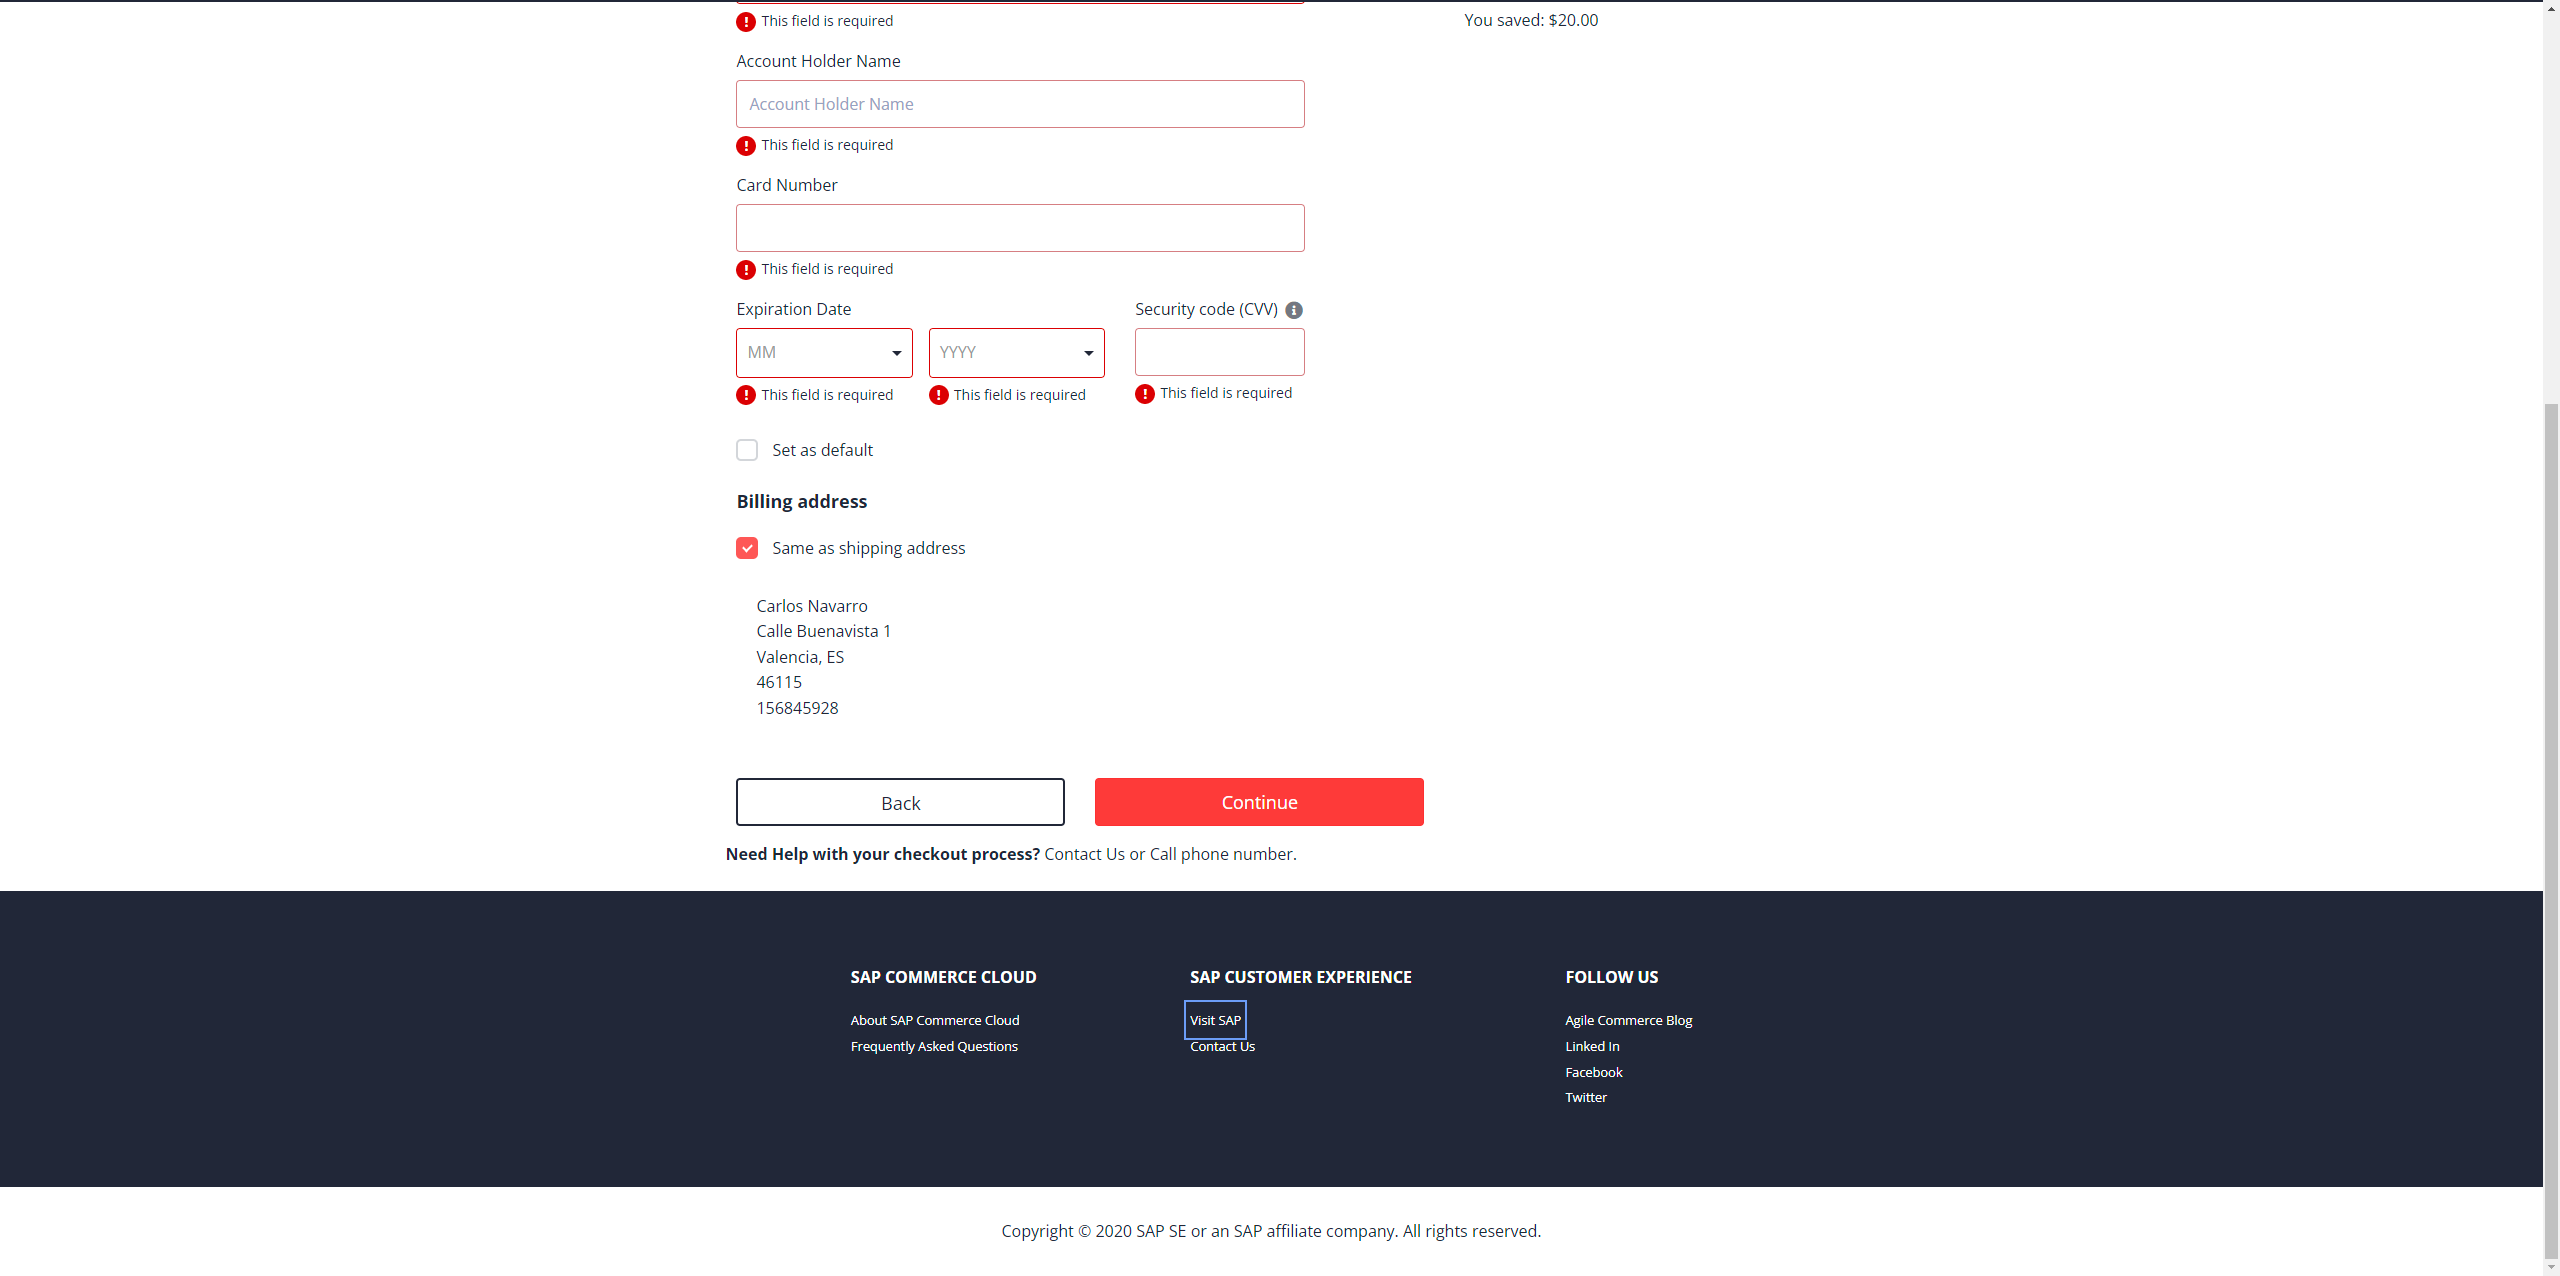 This field is required
You saved: $20.00
Account Holder Name
Account Holder Name
This field is required
Card Number
This field is required
Expiration Date
Security code (CVV)
MM
YYYY
This field is required
This field is required
This field is required
Set as default
Billing address
Same as shipping address
Carlos Navarro
Calle Buenavista 1
Valencia, ES
46115
156845928
Back
Continue
Need Help with your checkout process? Contact Us or Call phone number.
SAP COMMERCE CLOUD
About SAP Commerce Cloud
Frequently Asked Questions
SAP CUSTOMER EXPERIENCE
Visit SAP
Contact Us
FOLLOW US
Agile Commerce Blog
Linked In
Facebook
Twitter
Copyright © 2020 SAP SE or an SAP affiliate company. All rights reserved.